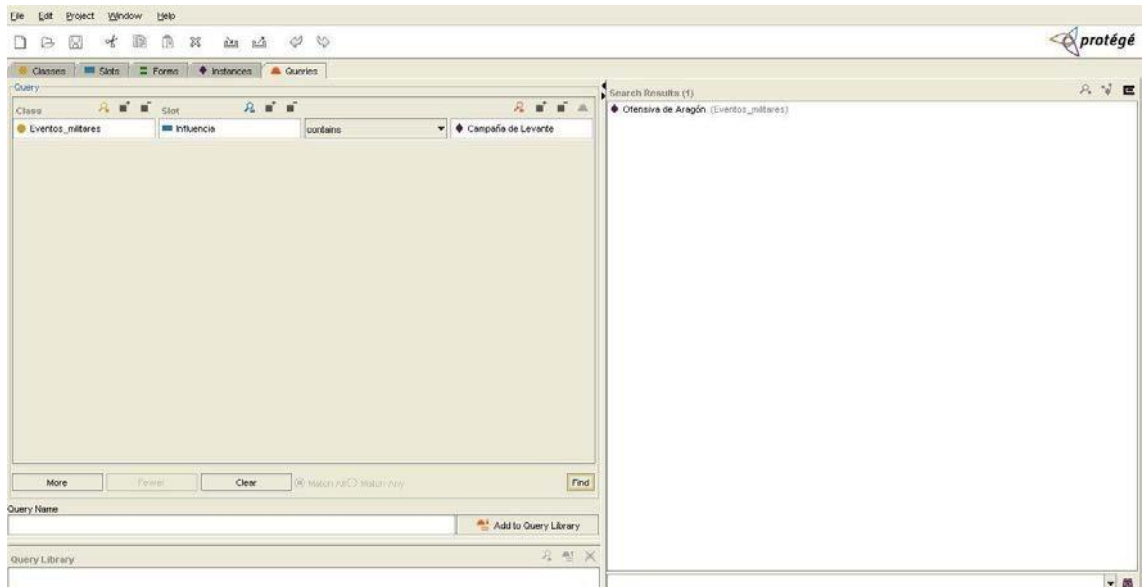 File Edit Project Window Help
protégé
Classes Slots Forms Instances Queries
Query
Class Slot
Eventos_militares Influencia contains Campaña de Levante
More Fewer Clear Match All Match Any Find
Query Name
Add to Query Library
Query Library
Search Results (1)
Ofensiva de Aragón (Eventos_militares)